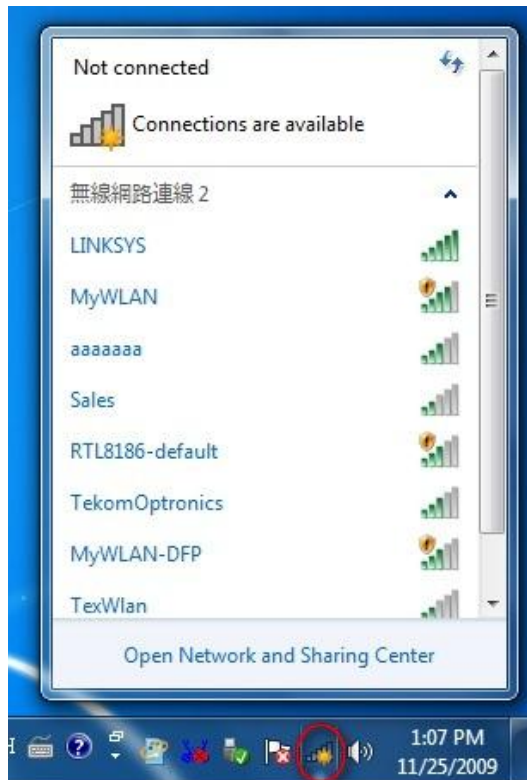 Not connected
Connections are available
無線網路連線 2
LINKSYS
MyWLAN
aaaaaaa
Sales
RTL8186-default
TekomOptronics
MyWLAN-DFP
TexWlan
Open Network and Sharing Center
1:07 PM
11/25/2009